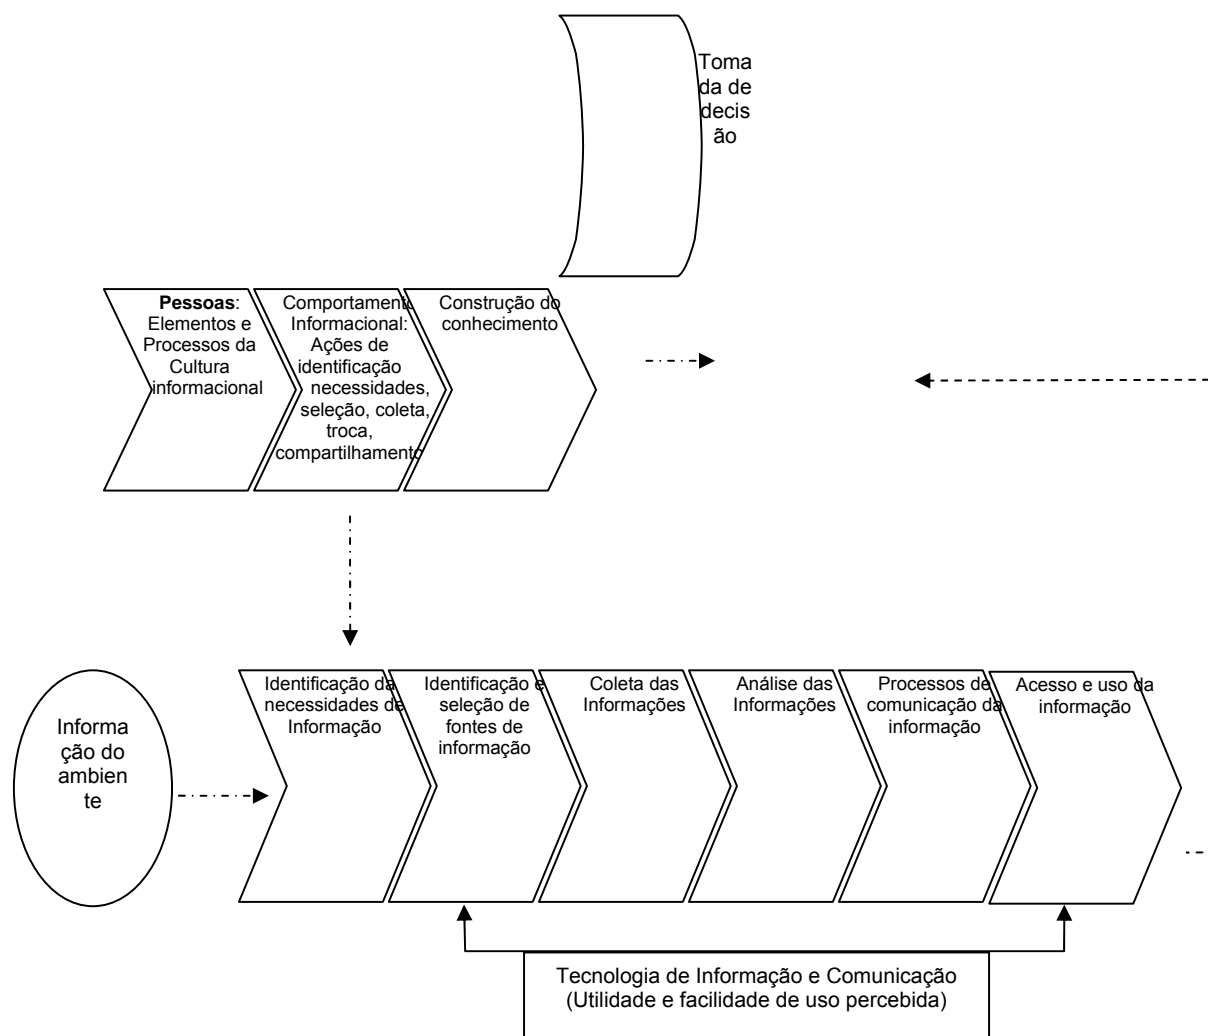 Toma
da de
decis
ão
Pessoas:
Elementos e
Processos da
Cultura
informacional
Comportamento
Informacional:
Ações de
identificação
necessidades,
seleção, coleta,
troca,
compartilhamento
Construção do
conhecimento
Informa
ção do
ambien
te
Identificação da
necessidades de
Informação
Identificação e
seleção de
fontes de
informação
Coleta das
Informações
Análise das
Informações
Processos de
comunicação da
informação
Acesso e uso da
informação
Tecnologia de Informação e Comunicação
(Utilidade e facilidade de uso percebida)